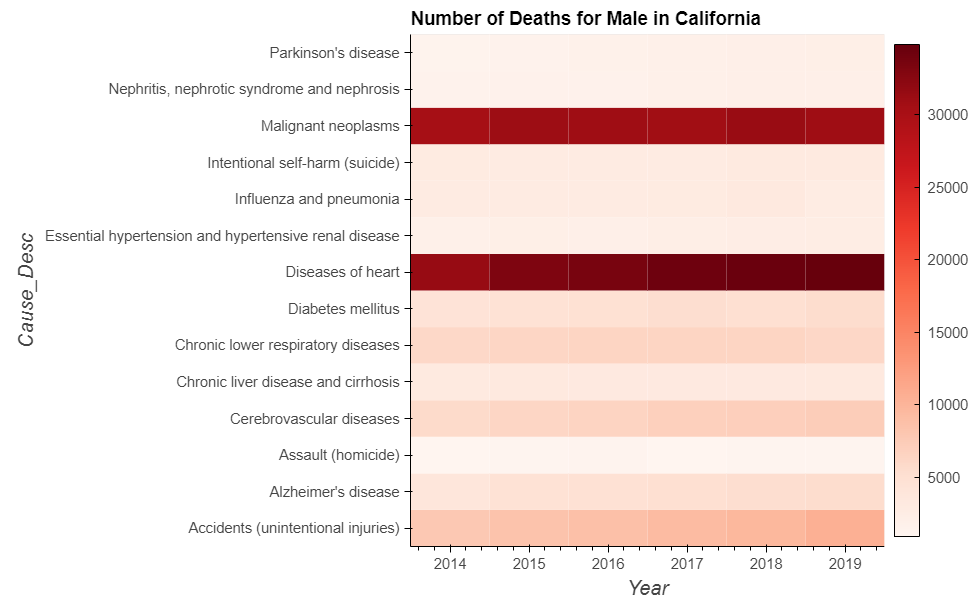 Number of Deaths for Male in California
Cause_Desc
Parkinson's disease
Nephritis, nephrotic syndrome and nephrosis
Malignant neoplasms
Intentional self-harm (suicide)
Influenza and pneumonia
Essential hypertension and hypertensive renal disease
Diseases of heart
Diabetes mellitus
Chronic lower respiratory diseases
Chronic liver disease and cirrhosis
Cerebrovascular diseases
Assault (homicide)
Alzheimer's disease
Accidents (unintentional injuries)
2014 2015 2016 2017 2018 2019
Year
30000
25000
20000
15000
10000
5000